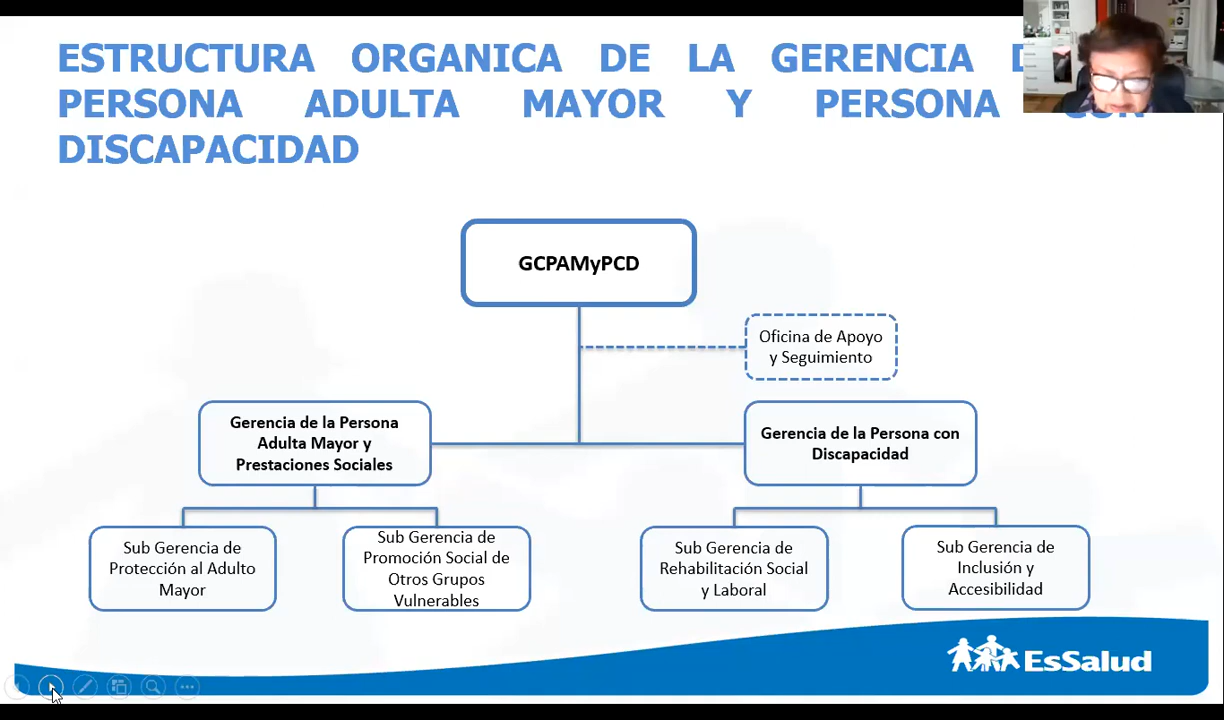 ESTRUCTURA ORGANICA DE LA GERENCIA
PERSONA ADULTA MAYOR Y PERSONA CON
DISCAPACIDAD
GCPAMyPCD
Oficina de Apoyo
y Seguimiento
Gerencia de la Persona
Adulta Mayor y
Prestaciones Sociales
Gerencia de la Persona con
Discapacidad
Sub Gerencia de
Protección al Adulto
Mayor
Sub Gerencia de
Promoción Social de
Otros Grupos
Vulnerables
Sub Gerencia de
Rehabilitación Social
y Laboral
Sub Gerencia de
Inclusión y
Accesibilidad
EsSalud